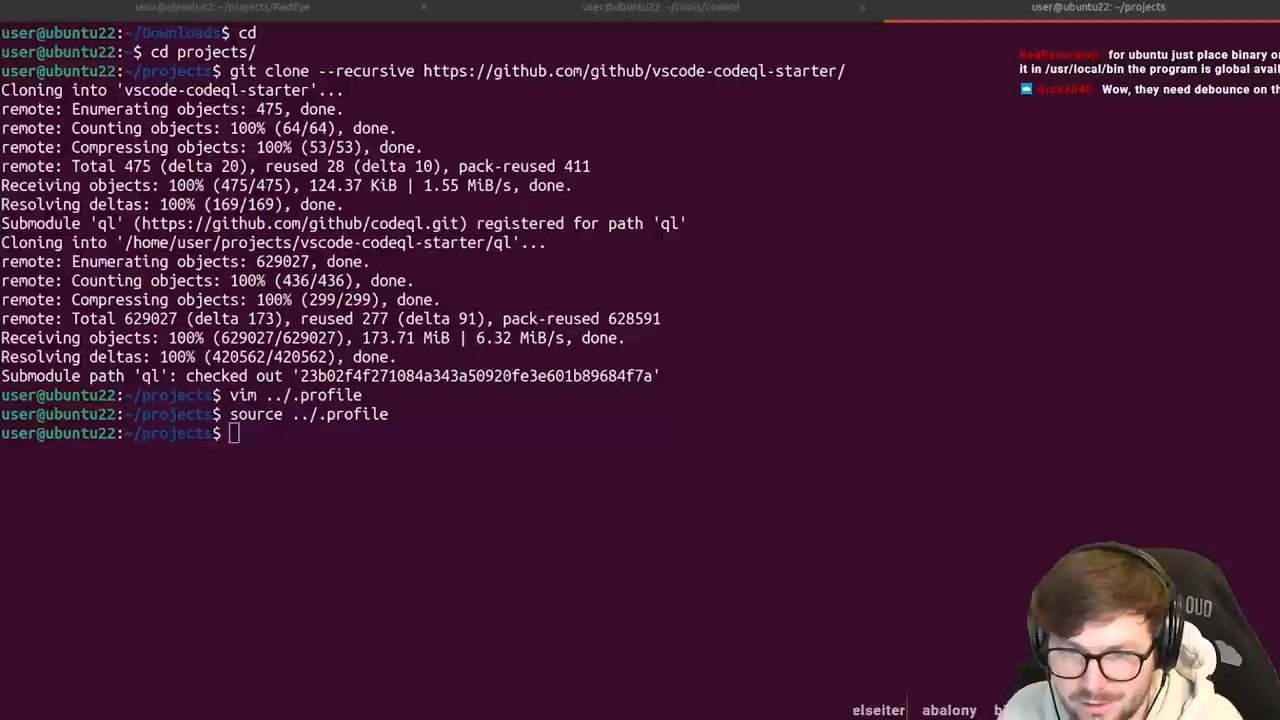 user@ubuntu22: ~/projects/RedEye
user@ubuntu22: ~/tools/codeql
user@ubuntu22: ~/projects
user@ubuntu22:~/Downloads$ cd
user@ubuntu22:~$ cd projects/
user@ubuntu22:~/projects$ git clone --recursive https://github.com/github/vscode-codeql-starter/
Cloning into 'vscode-codeql-starter'...
remote: Enumerating objects: 475, done.
remote: Counting objects: 100% (64/64), done.
remote: Compressing objects: 100% (53/53), done.
remote: Total 475 (delta 20), reused 28 (delta 10), pack-reused 411
Receiving objects: 100% (475/475), 124.37 KiB | 1.55 MiB/s, done.
Resolving deltas: 100% (169/169), done.
Submodule 'ql' (https://github.com/github/codeql.git) registered for path 'ql'
Cloning into '/home/user/projects/vscode-codeql-starter/ql'...
remote: Enumerating objects: 629027, done.
remote: Counting objects: 100% (436/436), done.
remote: Compressing objects: 100% (299/299), done.
remote: Total 629027 (delta 173), reused 277 (delta 91), pack-reused 628591
Receiving objects: 100% (629027/629027), 173.71 MiB | 6.32 MiB/s, done.
Resolving deltas: 100% (420562/420562), done.
Submodule path 'ql': checked out '23b02f4f271084a343a50920fe3e601b89684f7a'
user@ubuntu22:~/projects$ vim ../.profile
user@ubuntu22:~/projects$ source ../.profile
user@ubuntu22:~/projects$
RedRecursion for ubuntu just place binary
it in /usr/local/bin the program is global
Wow, they need debounce on
OUD
elseiter abalony